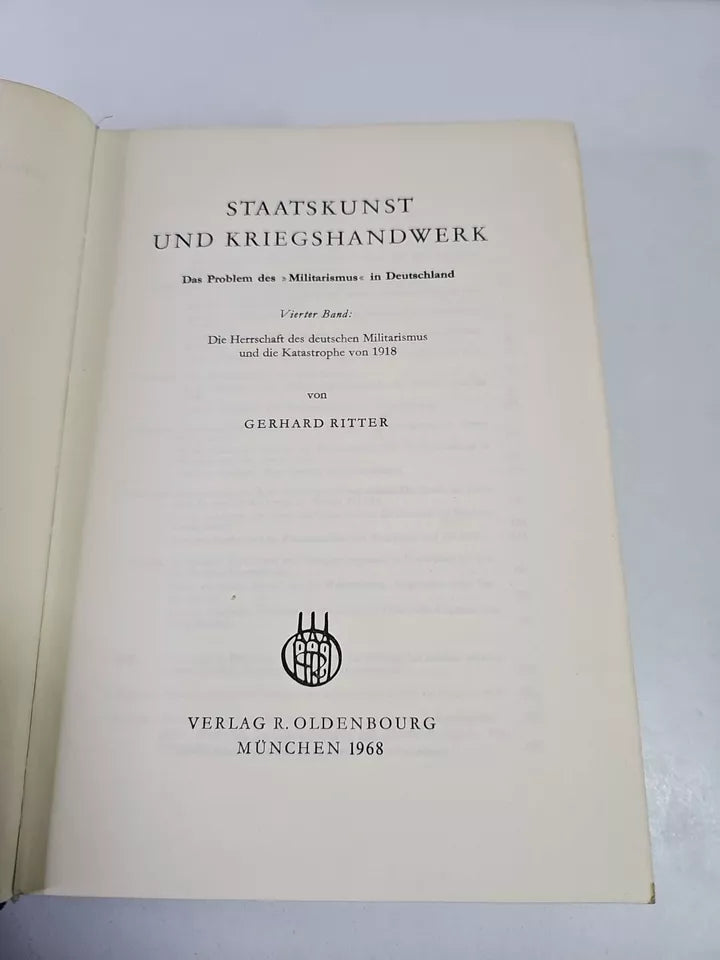 STAATSKUNST
UND KRIEGSHANDWERK
Das Problem des »Militarismus« in Deutschland
Vierter Band:
Die Herrschaft des deutschen Militarismus
und die Katastrophe von 1918
von
GERHARD RITTER
VERLAG R. OLDENBOURG
MÜNCHEN 1968